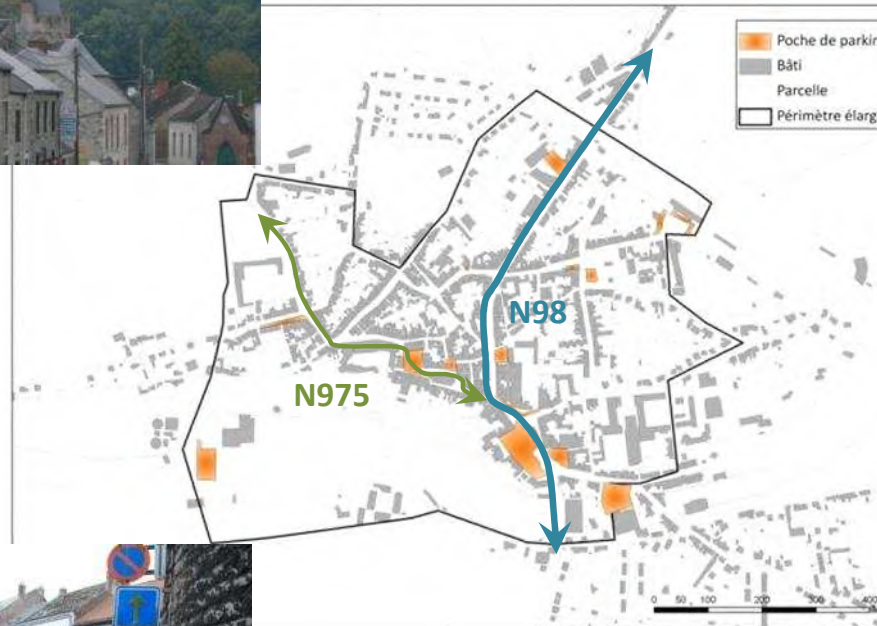 Poche de parkin
Bâti
Parcelle
Périmètre élarg
N98
N975
0 50 100 200 300 400